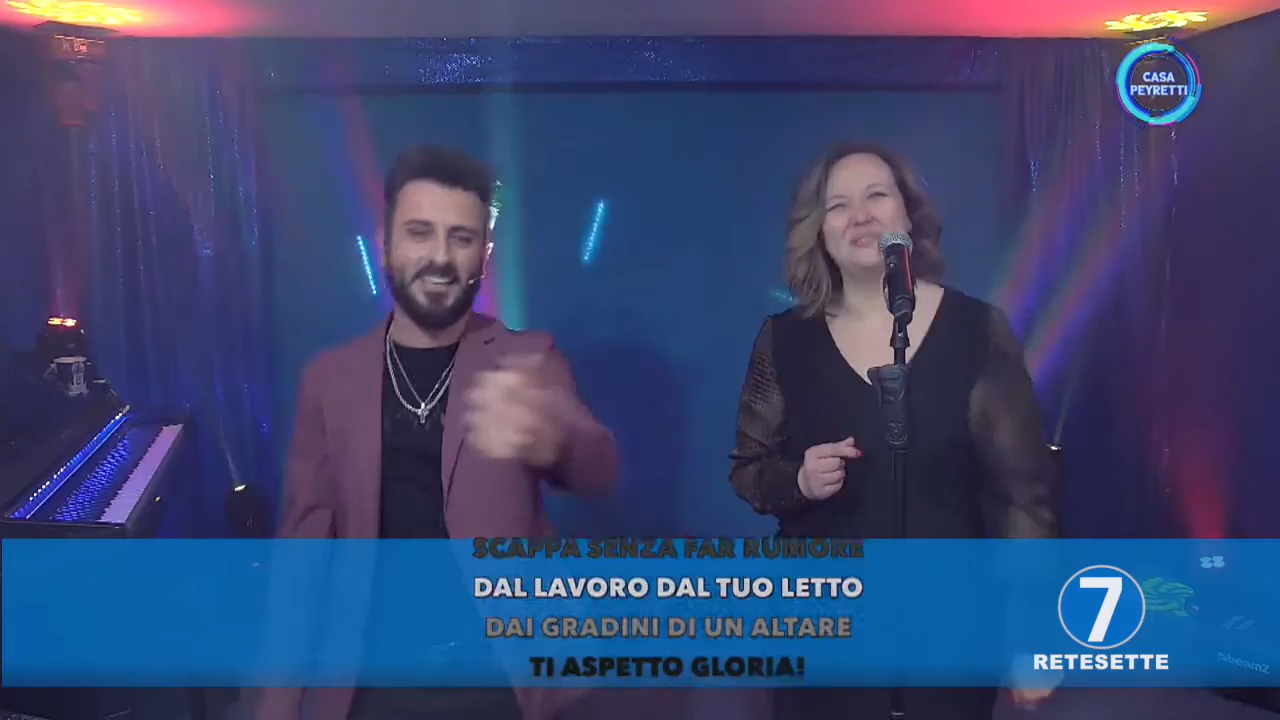 CASA
PEYRETTI
SCAPPA SENZA FAR RUMORE
DAL LAVORO DAL TUO LETTO
DAI GRADINI DI UN ALTARE
TI ASPETTO GLORIA!
7
RETESETTE
beamZ